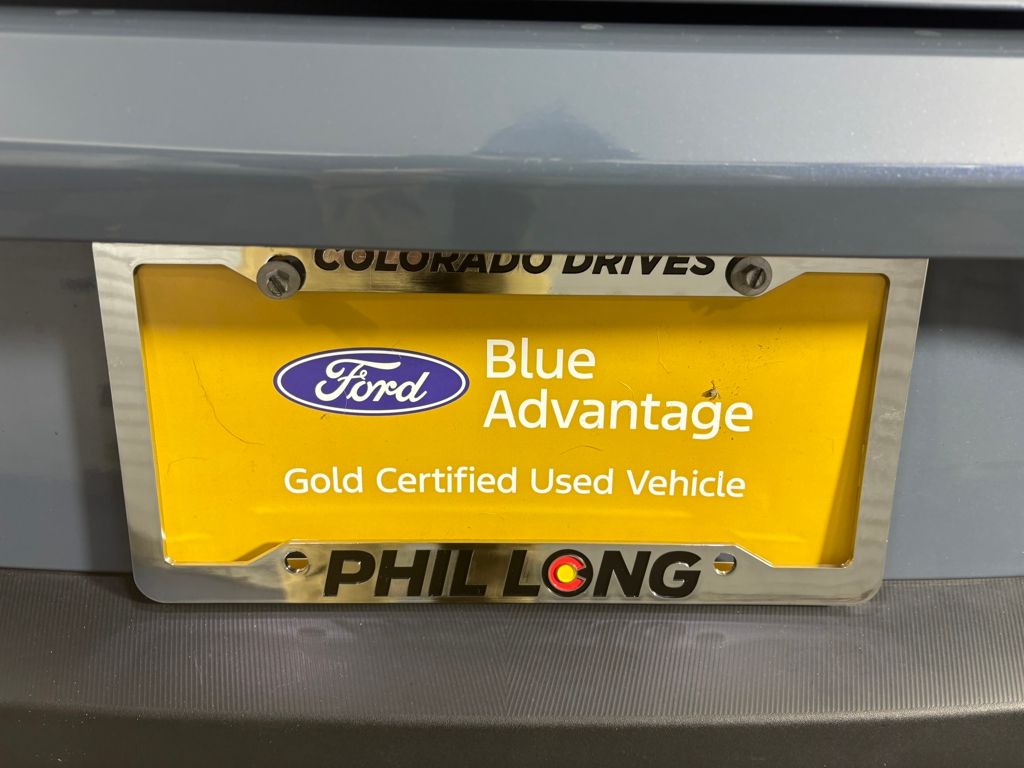 COLORADO DRIVES
Ford
Blue
Advantage
Gold Certified Used Vehicle
PHIL LONG